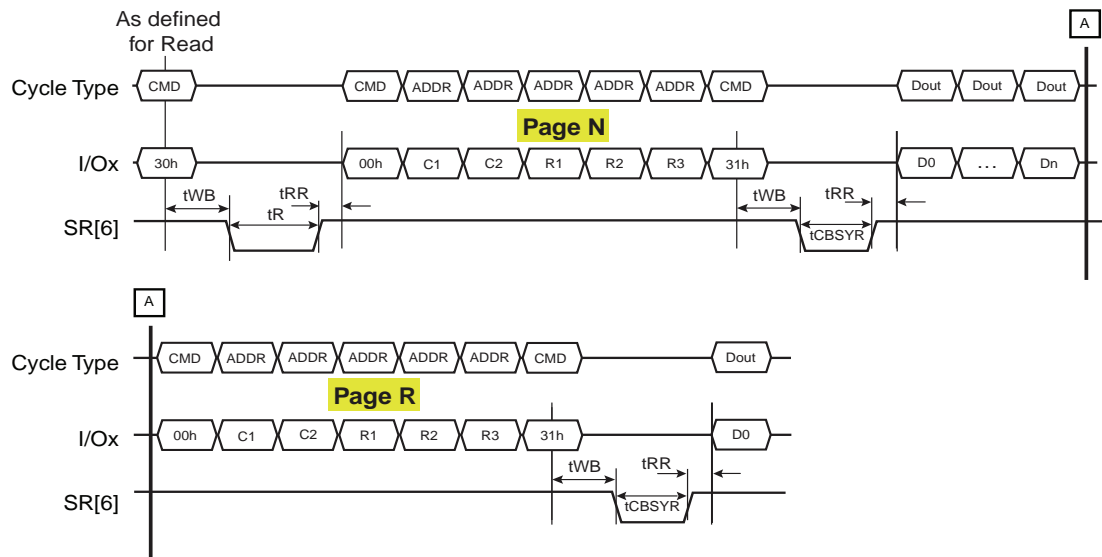 As defined
for Read
A
Cycle Type CMD CMD ADDR ADDR ADDR ADDR ADDR CMD Dout Dout Dout
Page N
I/Ox 30h 00h C1 C2 R1 R2 R3 31h D0 ... Dn
tWB tRR tWB tRR
SR[6] tR tCBSYR
A
Cycle Type CMD ADDR ADDR ADDR ADDR ADDR CMD Dout
Page R
I/Ox 00h C1 C2 R1 R2 R3 31h D0
tWB tRR
SR[6] tCBSYR